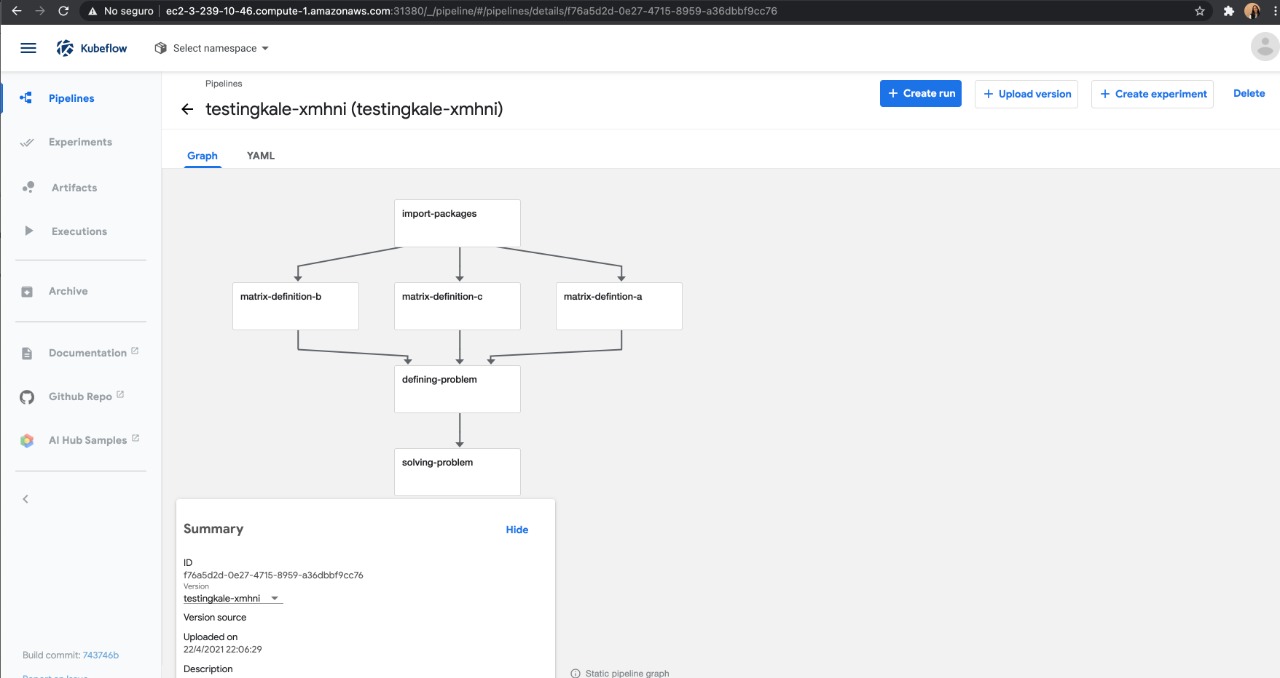 No seguro
ec2-3-239-10-46.compute-1.amazonaws.com:31380/_/pipeline/#/pipelines/details/f76a5d2d-0e27-4715-8959-a36dbbf9cc76
Kubeflow
Select namespace
Pipelines
Experiments
Artifacts
Executions
Archive
Documentation
Github Repo
AI Hub Samples
Build commit: 743746b
Report an Issue
Pipelines
testingkale-xmhni (testingkale-xmhni)
+ Create run
+ Upload version
+ Create experiment
Delete
Graph
YAML
import-packages
matrix-definition-b
matrix-definition-c
matrix-defintion-a
defining-problem
solving-problem
Summary
Hide
ID
f76a5d2d-0e27-4715-8959-a36dbbf9cc76
Version
testingkale-xmhni
Version source
Uploaded on
22/4/2021 22:06:29
Description
Static pipeline graph